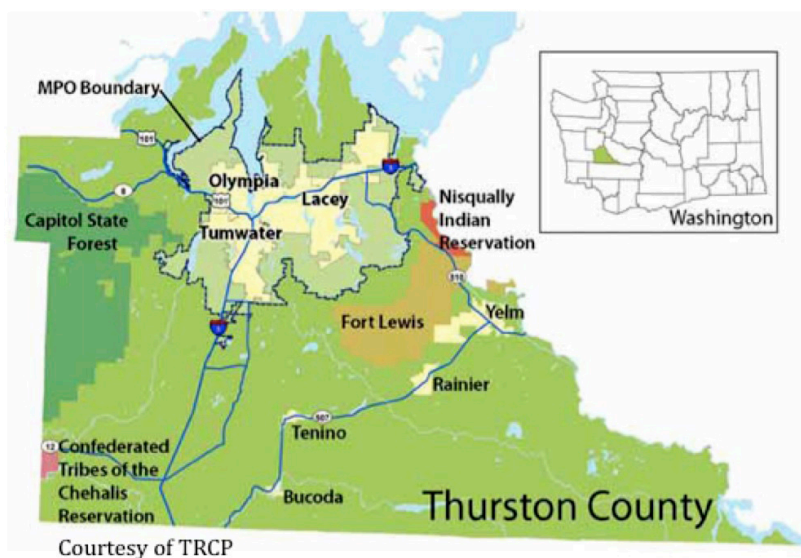 MPO Boundary
101
8
Olympia
101
Lacey
5
Capitol State
Forest
Tumwater
Nisqually
Indian
Reservation
Washington
510
Fort Lewis
Yelm
5
Rainier
507
Tenino
12
Confederated
Tribes of the
Chehalis
Reservation
Bucoda
Thurston County
Courtesy of TRCP